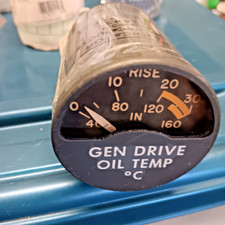 RISE
10 20
0 80 120 30
40 IN 160
GEN DRIVE
OIL TEMP
°C